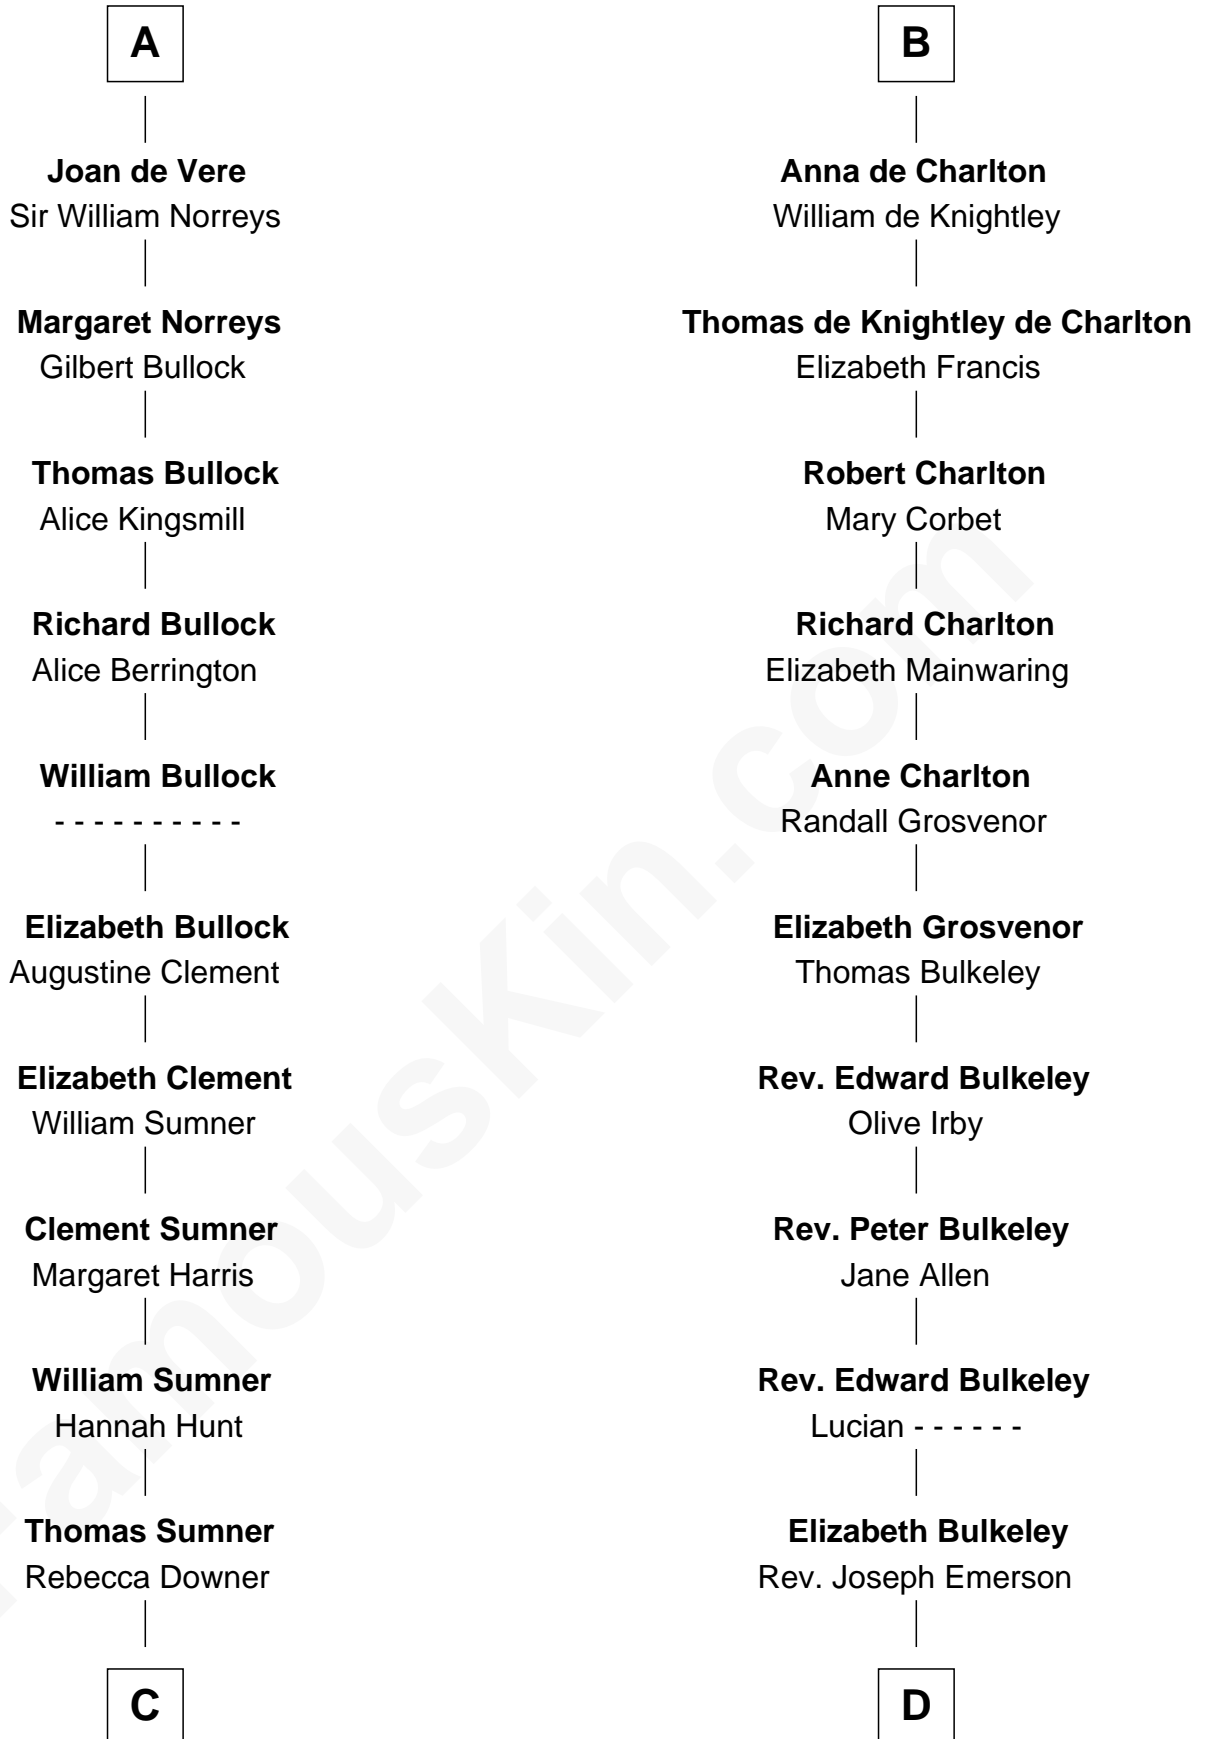 A
Joan de Vere
Sir William Norreys
Margaret Norreys
Gilbert Bullock
Thomas Bullock
Alice Kingsmill
Richard Bullock
Alice Berrington
William Bullock
- - - - - - - - - -
Elizabeth Bullock
Augustine Clement
Elizabeth Clement
William Sumner
Clement Sumner
Margaret Harris
William Sumner
Hannah Hunt
Thomas Sumner
Rebecca Downer
C
B
Anna de Charlton
William de Knightley
Thomas de Knightley de Charlton
Elizabeth Francis
Robert Charlton
Mary Corbet
Richard Charlton
Elizabeth Mainwaring
Anne Charlton
Randall Grosvenor
Elizabeth Grosvenor
Thomas Bulkeley
Rev. Edward Bulkeley
Olive Irby
Rev. Peter Bulkeley
Jane Allen
Rev. Edward Bulkeley
Lucian - - - - - -
Elizabeth Bulkeley
Rev. Joseph Emerson
D
FamousKin.com